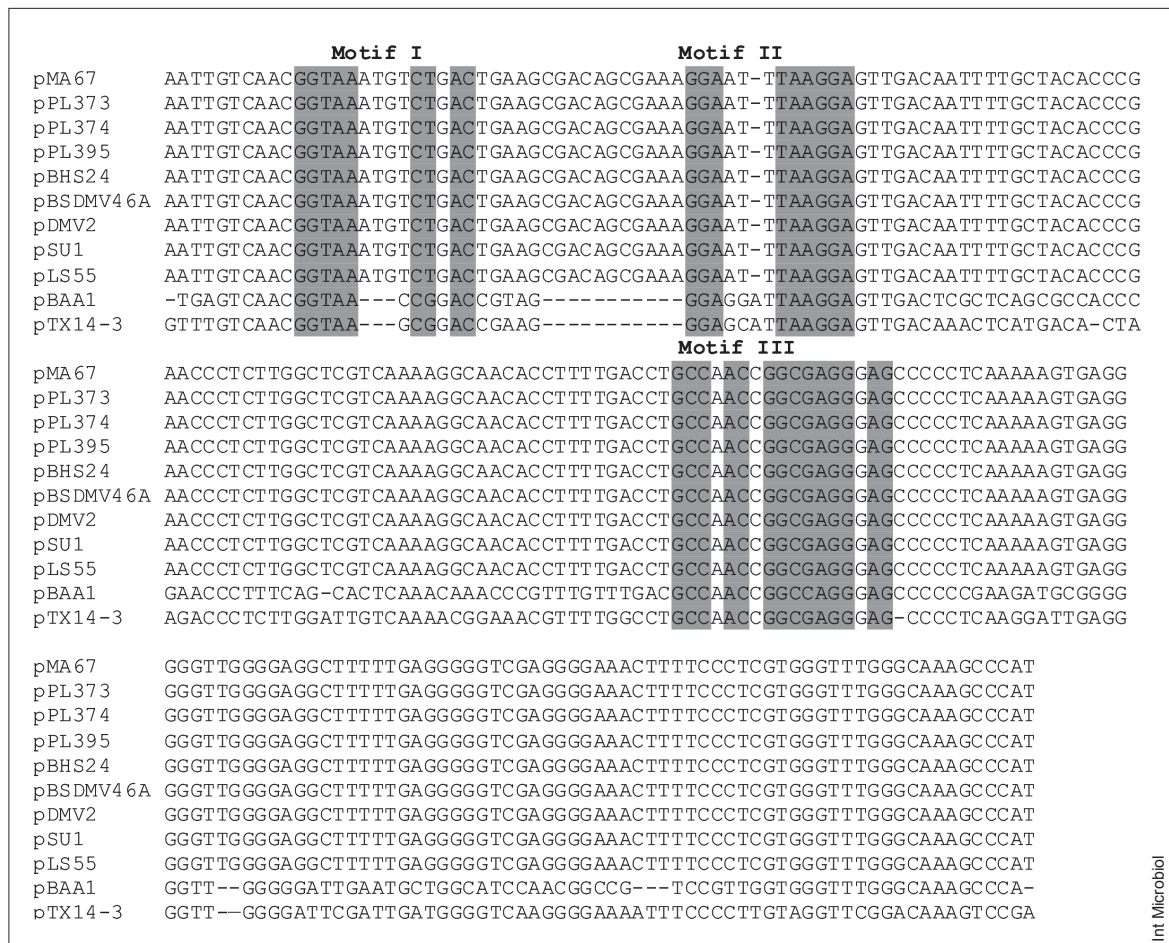 Motif I Motif II
pMA67 AATTGTCAACGGTAAATGTCTGACTGAAGCGACAGCGAAAGGAAT-TTAAGGAGTTGACAATTTTGCTACACCCG
pPL373 AATTGTCAACGGTAAATGTCTGACTGAAGCGACAGCGAAAGGAAT-TTAAGGAGTTGACAATTTTGCTACACCCG
pPL374 AATTGTCAACGGTAAATGTCTGACTGAAGCGACAGCGAAAGGAAT-TTAAGGAGTTGACAATTTTGCTACACCCG
pPL395 AATTGTCAACGGTAAATGTCTGACTGAAGCGACAGCGAAAGGAAT-TTAAGGAGTTGACAATTTTGCTACACCCG
pBHS24 AATTGTCAACGGTAAATGTCTGACTGAAGCGACAGCGAAAGGAAT-TTAAGGAGTTGACAATTTTGCTACACCCG
pBSDMV46A AATTGTCAACGGTAAATGTCTGACTGAAGCGACAGCGAAAGGAAT-TTAAGGAGTTGACAATTTTGCTACACCCG
pDMV2 AATTGTCAACGGTAAATGTCTGACTGAAGCGACAGCGAAAGGAAT-TTAAGGAGTTGACAATTTTGCTACACCCG
pSU1 AATTGTCAACGGTAAATGTCTGACTGAAGCGACAGCGAAAGGAAT-TTAAGGAGTTGACAATTTTGCTACACCCG
pLS55 AATTGTCAACGGTAAATGTCTGACTGAAGCGACAGCGAAAGGAAT-TTAAGGAGTTGACAATTTTGCTACACCCG
pBAA1 -TGAGTCAACGGTAA---CCGGACCGTAG-----------GGAGGATTAAGGAGTTGACTCGCTCAGCGCCACCC
pTX14-3 GTTTGTCAACGGTAA---GCGGACCGAAG-----------GGAGCATTAAGGAGTTGACAAACTCATGACA-CTA
Motif III
pMA67 AACCCTCTTGGCTCGTCAAAAGGCAACACCTTTTGACCTGCCAACCGGCGAGGGAGCCCCCTCAAAAAGTGAGG
pPL373 AACCCTCTTGGCTCGTCAAAAGGCAACACCTTTTGACCTGCCAACCGGCGAGGGAGCCCCCTCAAAAAGTGAGG
pPL374 AACCCTCTTGGCTCGTCAAAAGGCAACACCTTTTGACCTGCCAACCGGCGAGGGAGCCCCCTCAAAAAGTGAGG
pPL395 AACCCTCTTGGCTCGTCAAAAGGCAACACCTTTTGACCTGCCAACCGGCGAGGGAGCCCCCTCAAAAAGTGAGG
pBHS24 AACCCTCTTGGCTCGTCAAAAGGCAACACCTTTTGACCTGCCAACCGGCGAGGGAGCCCCCTCAAAAAGTGAGG
pBSDMV46A AACCCTCTTGGCTCGTCAAAAGGCAACACCTTTTGACCTGCCAACCGGCGAGGGAGCCCCCTCAAAAAGTGAGG
pDMV2 AACCCTCTTGGCTCGTCAAAAGGCAACACCTTTTGACCTGCCAACCGGCGAGGGAGCCCCCTCAAAAAGTGAGG
pSU1 AACCCTCTTGGCTCGTCAAAAGGCAACACCTTTTGACCTGCCAACCGGCGAGGGAGCCCCCTCAAAAAGTGAGG
pLS55 AACCCTCTTGGCTCGTCAAAAGGCAACACCTTTTGACCTGCCAACCGGCGAGGGAGCCCCCTCAAAAAGTGAGG
pBAA1 GAACCCTTTCAG-CACTCAAACAAACCCGTTTGTTTGACGCCAACCGGCCAGGGAGCCCCCCGAAGATGCGGGG
pTX14-3 AGACCCTCTTGGATTGTCAAAACGGAAACGTTTTGGCCTGCCAACCGGCGAGGGAG-CCCCTCAAGGATTGAGG
pMA67 GGGTTGGGGAGGCTTTTTGAGGGGGTCGAGGGGAAACTTTTCCCTCGTGGGTTTGGGCAAAGCCCAT
pPL373 GGGTTGGGGAGGCTTTTTGAGGGGGTCGAGGGGAAACTTTTCCCTCGTGGGTTTGGGCAAAGCCCAT
pPL374 GGGTTGGGGAGGCTTTTTGAGGGGGTCGAGGGGAAACTTTTCCCTCGTGGGTTTGGGCAAAGCCCAT
pPL395 GGGTTGGGGAGGCTTTTTGAGGGGGTCGAGGGGAAACTTTTCCCTCGTGGGTTTGGGCAAAGCCCAT
pBHS24 GGGTTGGGGAGGCTTTTTGAGGGGGTCGAGGGGAAACTTTTCCCTCGTGGGTTTGGGCAAAGCCCAT
pBSDMV46A GGGTTGGGGAGGCTTTTTGAGGGGGTCGAGGGGAAACTTTTCCCTCGTGGGTTTGGGCAAAGCCCAT
pDMV2 GGGTTGGGGAGGCTTTTTGAGGGGGTCGAGGGGAAACTTTTCCCTCGTGGGTTTGGGCAAAGCCCAT
pSU1 GGGTTGGGGAGGCTTTTTGAGGGGGTCGAGGGGAAACTTTTCCCTCGTGGGTTTGGGCAAAGCCCAT
pLS55 GGGTTGGGGAGGCTTTTTGAGGGGGTCGAGGGGAAACTTTTCCCTCGTGGGTTTGGGCAAAGCCCAT
pBAA1 GGTT--GGGGGATTGAATGCTGGCATCCAACGGCCG---TCCGTTGGTGGGTTTGGGCAAAGCCCA-
pTX14-3 GGTT--GGGGATTCGATTGATGGGGTCAAGGGGAAAATTTCCCCTTGTAGGTTCGGACAAAGTCCGA
Int Microbiol